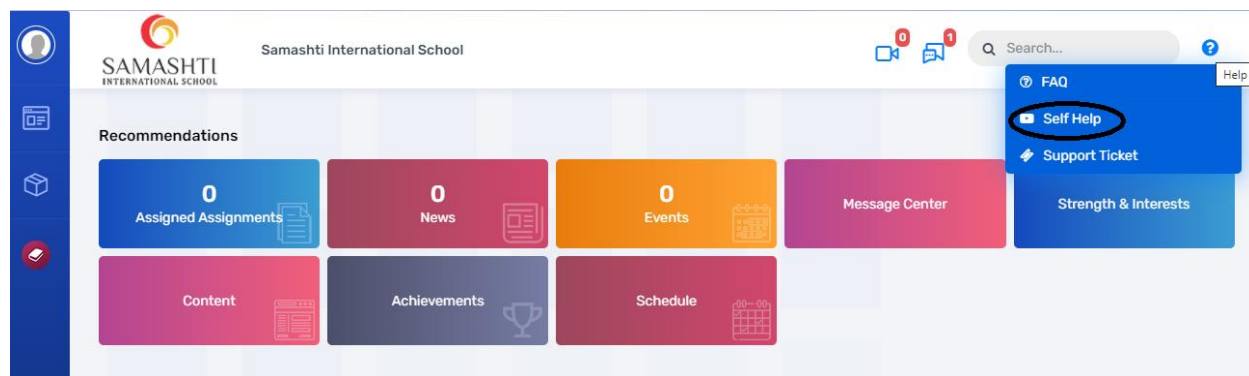 SAMASHTI
INTERNATIONAL SCHOOL
Samashti International School
0
1
Search...
?
Help
FAQ
Self Help
Support Ticket
Recommendations
0
Assigned Assignments
0
News
0
Events
Message Center
Strength & Interests
Content
Achievements
Schedule